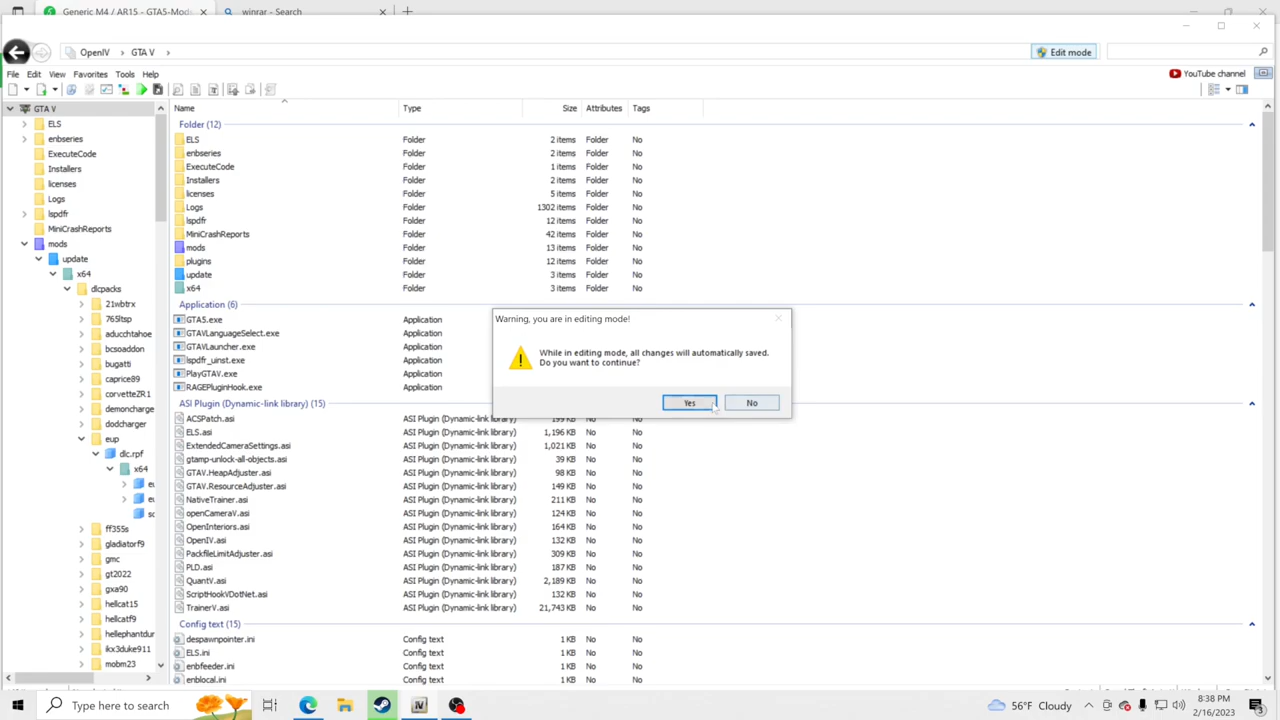 Generic M4 / AR15 - GTA5-Mods
winrar - Search
OpenIV
GTA V
Edit mode
File Edit View Favorites Tools Help
YouTube channel
GTA V
ELS
enbseries
ExecuteCode
Installers
licenses
Logs
lspdfr
MiniCrashReports
mods
update
x64
dlcpacks
21wbtrx
765ltsp
aducchtahoe
bcsoaddon
bugatti
caprice89
corvetteZR1
demoncharge
dodcharger
eup
dlc.rpf
x64
eu
eu
sc
ff355s
gladiatorf9
gmc
gt2022
gxa90
hellcat15
hellcatf9
hellephantdur
ikx3duke911
mobm23
Name Type Size Attributes Tags
Folder (12)
ELS Folder 2 items Folder No
enbseries Folder 2 items Folder No
ExecuteCode Folder 1 items Folder No
Installers Folder 2 items Folder No
licenses Folder 5 items Folder No
Logs Folder 1302 items Folder No
lspdfr Folder 12 items Folder No
MiniCrashReports Folder 42 items Folder No
mods Folder 13 items Folder No
plugins Folder 12 items Folder No
update Folder 3 items Folder No
x64 Folder 3 items Folder No
Application (6)
GTA5.exe Application
GTAVLanguageSelect.exe Application
GTAVLauncher.exe Application
lspdfr_uinst.exe Application
PlayGTAV.exe Application
RAGEPluginHook.exe Application
Warning, you are in editing mode!
While in editing mode, all changes will automatically saved.
Do you want to continue?
Yes No
ASI Plugin (Dynamic-link library) (15)
ACSPatch.asi ASI Plugin (Dynamic-link library) 199 KB No No
ELS.asi ASI Plugin (Dynamic-link library) 1,196 KB No No
ExtendedCameraSettings.asi ASI Plugin (Dynamic-link library) 1,021 KB No No
gtamp-unlock-all-objects.asi ASI Plugin (Dynamic-link library) 39 KB No No
GTAV.HeapAdjuster.asi ASI Plugin (Dynamic-link library) 98 KB No No
GTAV.ResourceAdjuster.asi ASI Plugin (Dynamic-link library) 149 KB No No
NativeTrainer.asi ASI Plugin (Dynamic-link library) 211 KB No No
openCameraV.asi ASI Plugin (Dynamic-link library) 124 KB No No
OpenInteriors.asi ASI Plugin (Dynamic-link library) 164 KB No No
OpenIV.asi ASI Plugin (Dynamic-link library) 132 KB No No
PackfileLimitAdjuster.asi ASI Plugin (Dynamic-link library) 309 KB No No
PLD.asi ASI Plugin (Dynamic-link library) 187 KB No No
QuantV.asi ASI Plugin (Dynamic-link library) 2,189 KB No No
ScriptHookVDotNet.asi ASI Plugin (Dynamic-link library) 132 KB No No
TrainerV.asi ASI Plugin (Dynamic-link library) 21,743 KB No No
Config text (15)
despawnpointer.ini Config text 1 KB No No
ELS.ini Config text 1 KB No No
enbfeeder.ini Config text 1 KB No No
enblocal.ini Config text 1 KB No No
Type here to search
56°F Cloudy
8:38 PM
2/16/2023
3